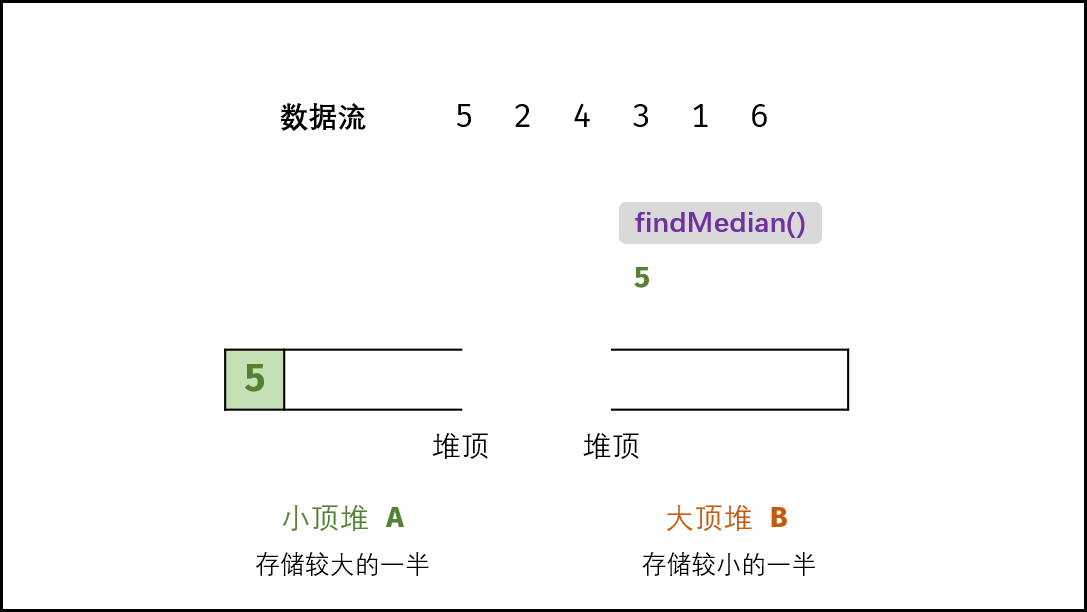 数据流 5 2 4 3 1 6
findMedian()
5
5
堆顶 堆顶
小顶堆 A 大顶堆 B
存储较大的一半 存储较小的一半